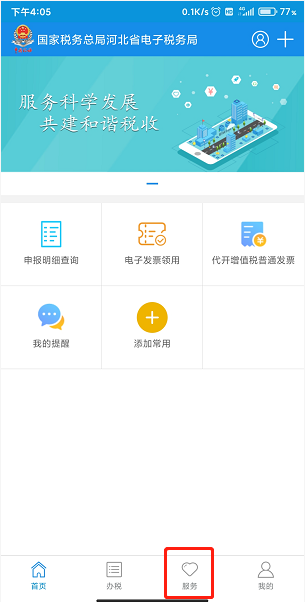 下午4:05
0.1K/s
HD
4G
77%
国家税务总局河北省电子税务局
服务科学发展
共建和谐税收
申报明细查询
电子发票领用
代开增值税普通发票
我的提醒
添加常用
首页
办税
服务
我的